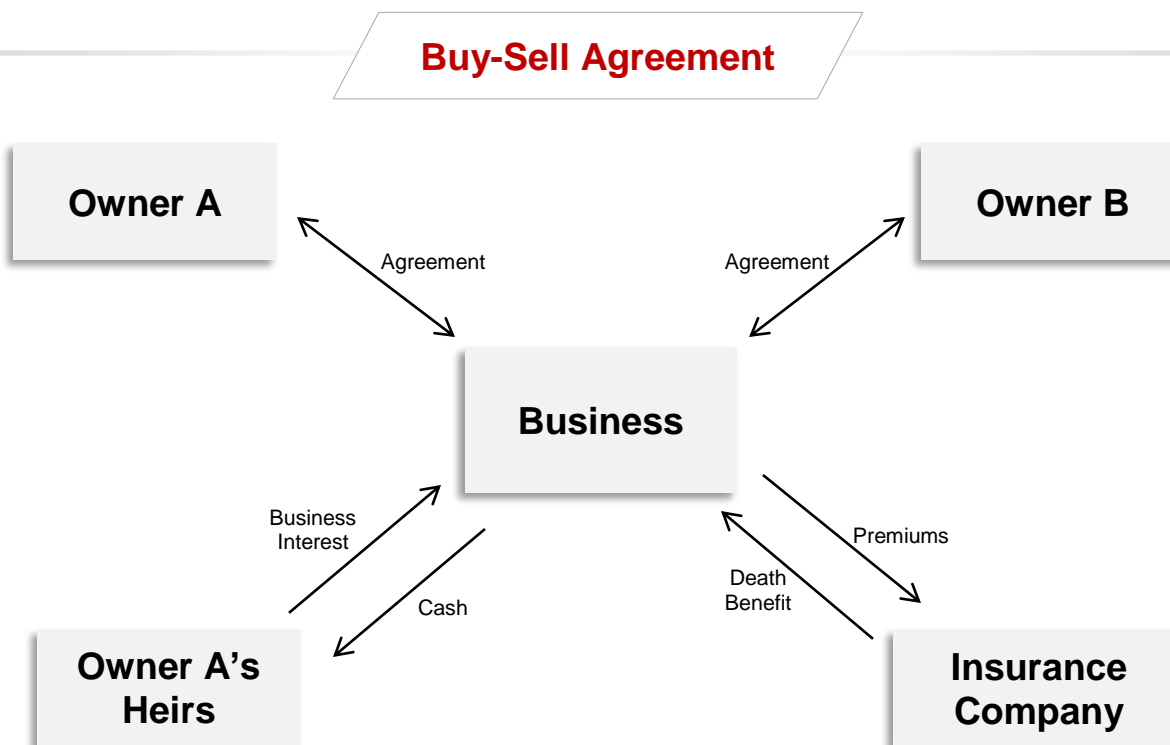 Buy-Sell Agreement
Owner A
Owner B
Agreement
Agreement
Business
Business
Interest
Cash
Premiums
Death
Benefit
Owner A’s
Heirs
Insurance
Company